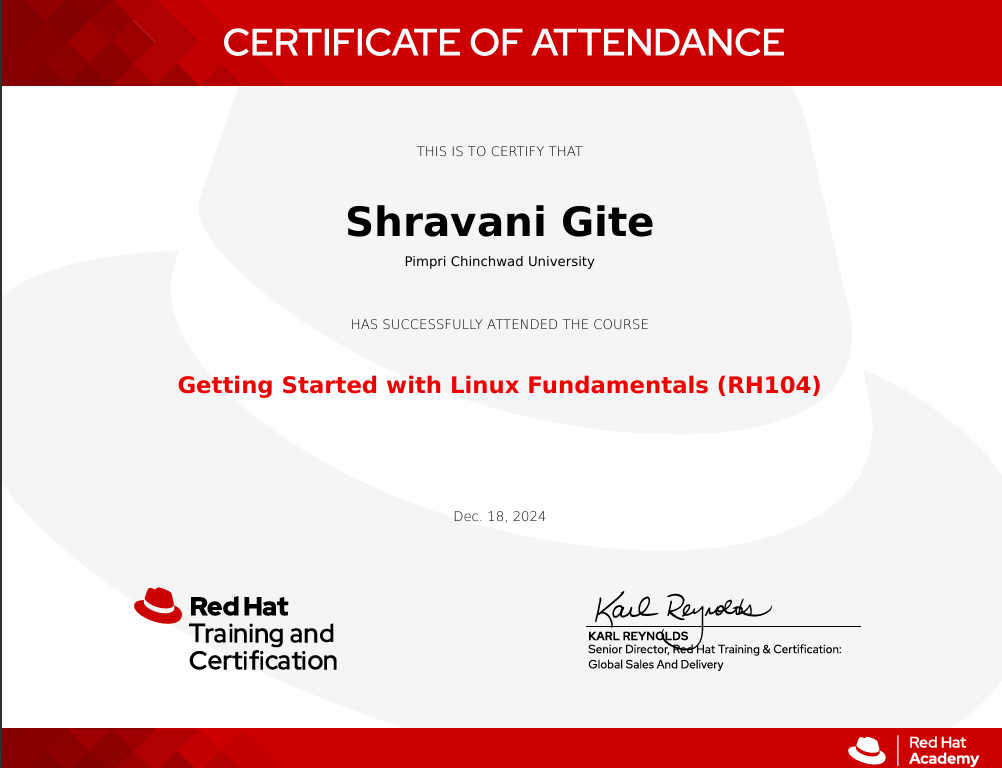 CERTIFICATE OF ATTENDANCE
THIS IS TO CERTIFY THAT
Shravani Gite
Pimpri Chinchwad University
HAS SUCCESSFULLY ATTENDED THE COURSE
Getting Started with Linux Fundamentals (RH104)
Dec. 18, 2024
Red Hat
Training and
Certification
Karl Reynolds
KARL REYNOLDS
Senior Director, Red Hat Training & Certification:
Global Sales And Delivery
Red Hat
Academy